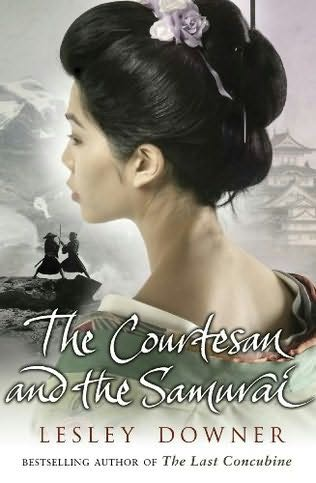 The Courtesan
and the Samurai
LESLEY DOWNER
BESTSELLING AUTHOR OF The Last Concubine